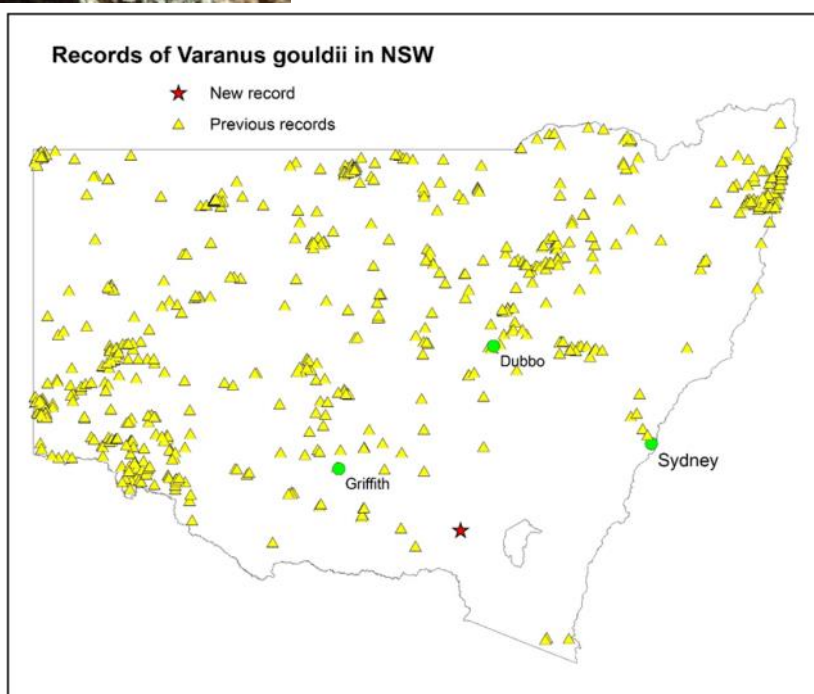 Records of Varanus gouldii in NSW
New record
Previous records
Dubbo
Sydney
Griffith